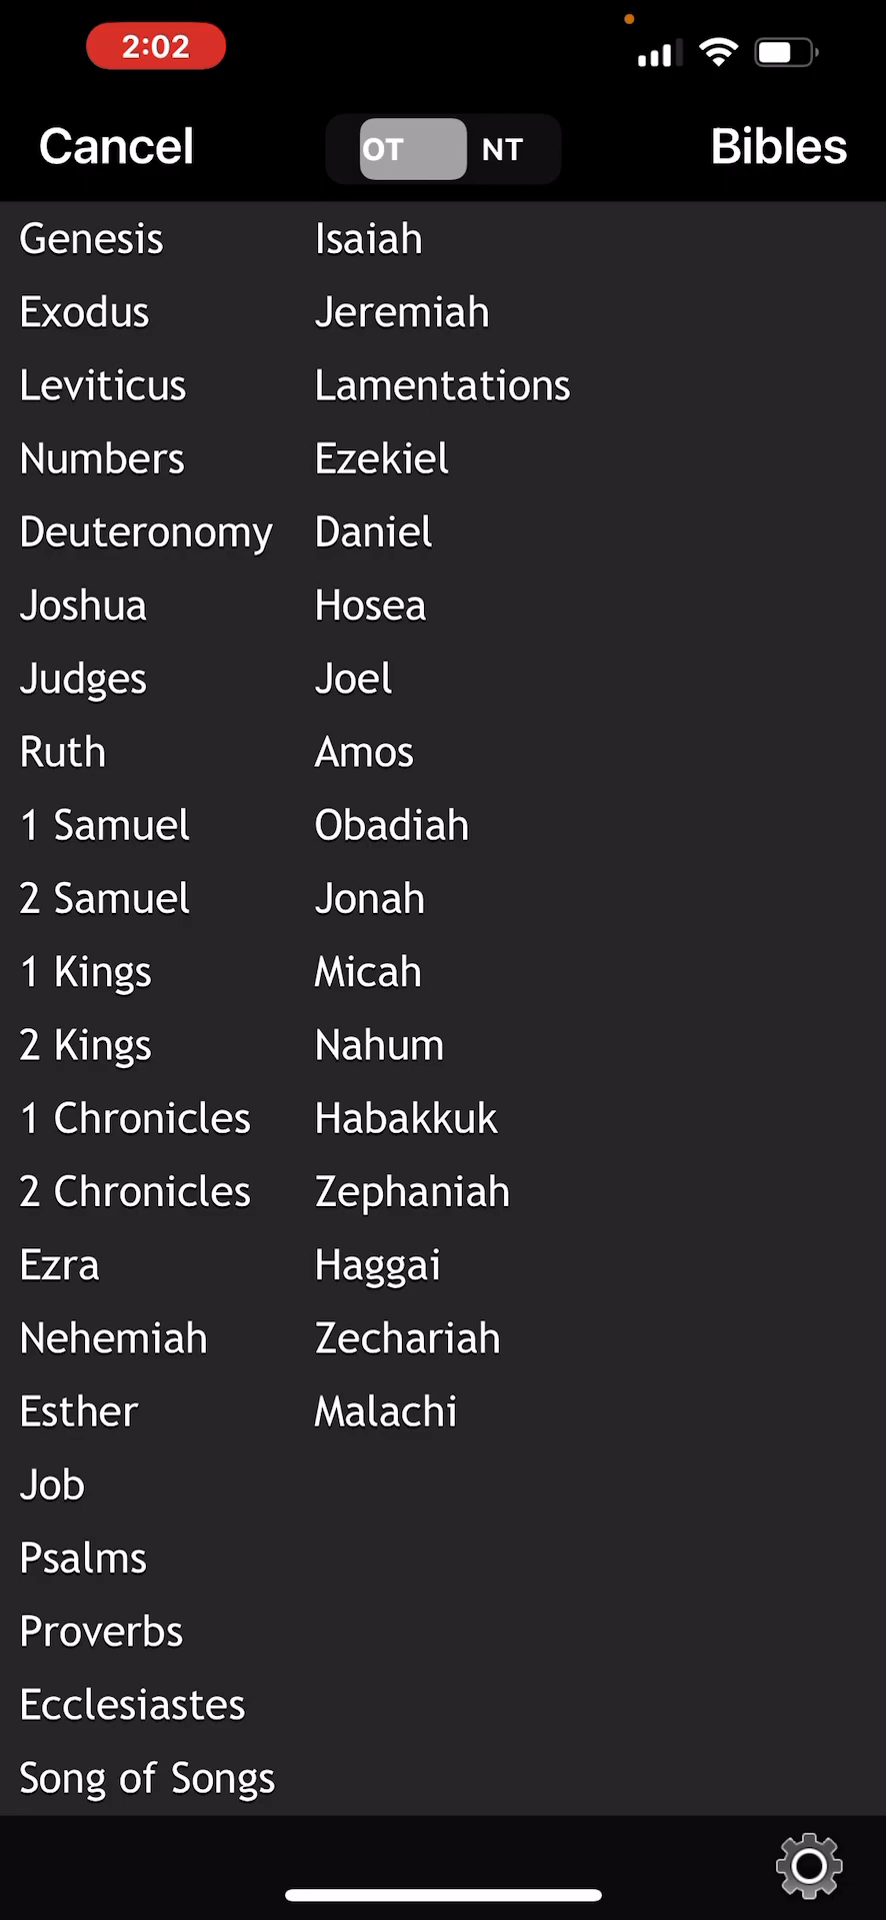 2:02
Cancel
OT
NT
Bibles
Genesis
Exodus
Leviticus
Numbers
Deuteronomy
Joshua
Judges
Ruth
1 Samuel
2 Samuel
1 Kings
2 Kings
1 Chronicles
2 Chronicles
Ezra
Nehemiah
Esther
Job
Psalms
Proverbs
Ecclesiastes
Song of Songs
Isaiah
Jeremiah
Lamentations
Ezekiel
Daniel
Hosea
Joel
Amos
Obadiah
Jonah
Micah
Nahum
Habakkuk
Zephaniah
Haggai
Zechariah
Malachi